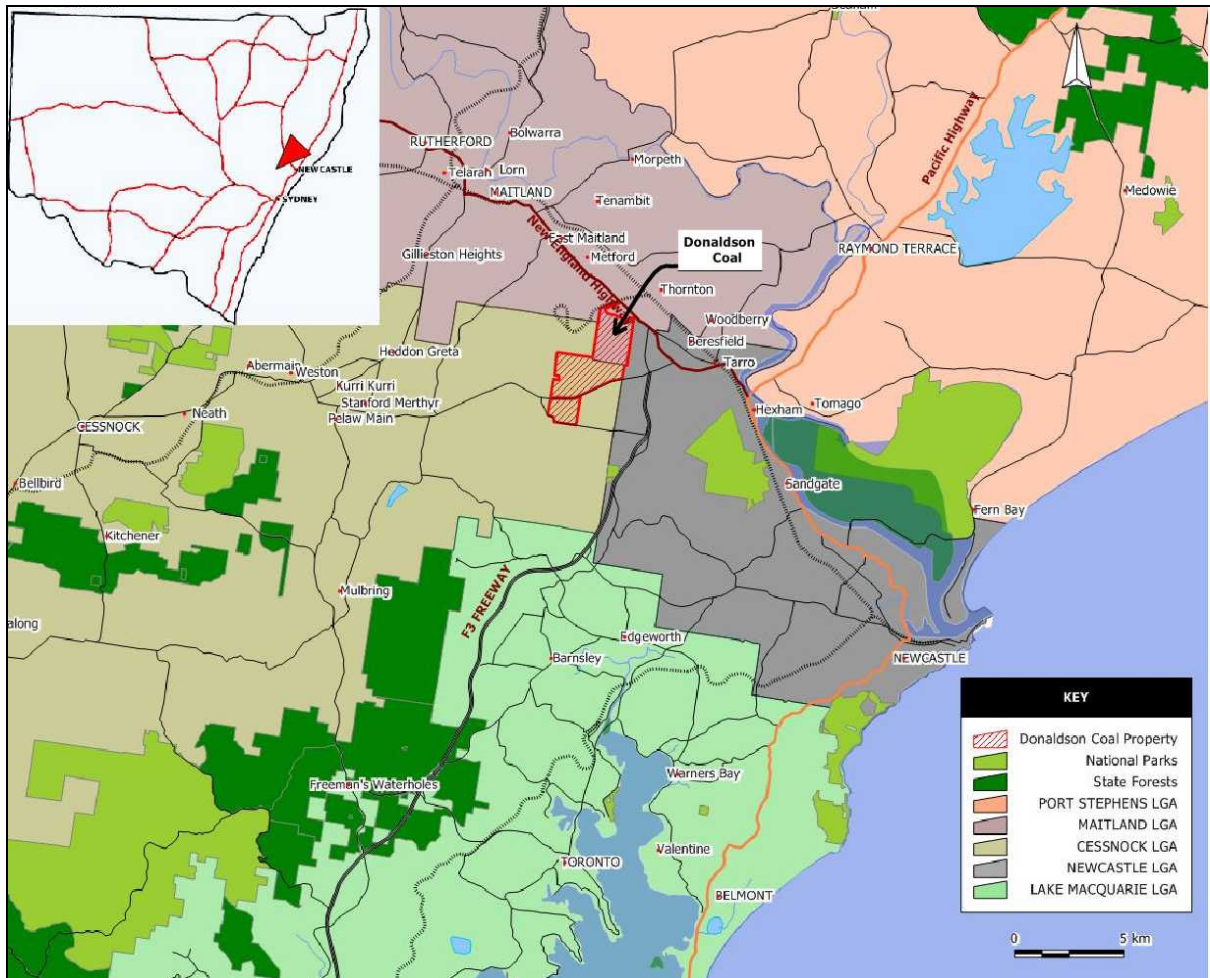 NEWCASTLE
SYDNEY
Pacific Highway
RUTHERFORD
Bolwarra
Telarah
Lorn
Morpeth
MAITLAND
Tenambit
Medowie
East Maitland
New England Highway
Metford
Gillieston Heights
Donaldson
Coal
RAYMOND TERRACE
Thornton
Woodberry
Beresfield
Heddon Greta
Tarro
Abermain
Weston
Kurri Kurri
Stanford Merthyr
Pelaw Main
Neath
CESSNOCK
Hexham
Tomago
Bellbird
Sandgate
Fern Bay
Kitchener
F3 FREEWAY
Mulbring
along
Edgeworth
Barnsley
NEWCASTLE
Freeman's Waterholes
Warners Bay
Valentine
TORONTO
BELMONT
KEY
Donaldson Coal Property
National Parks
State Forests
PORT STEPHENS LGA
MAITLAND LGA
CESSNOCK LGA
NEWCASTLE LGA
LAKE MACQUARIE LGA
0 5 km